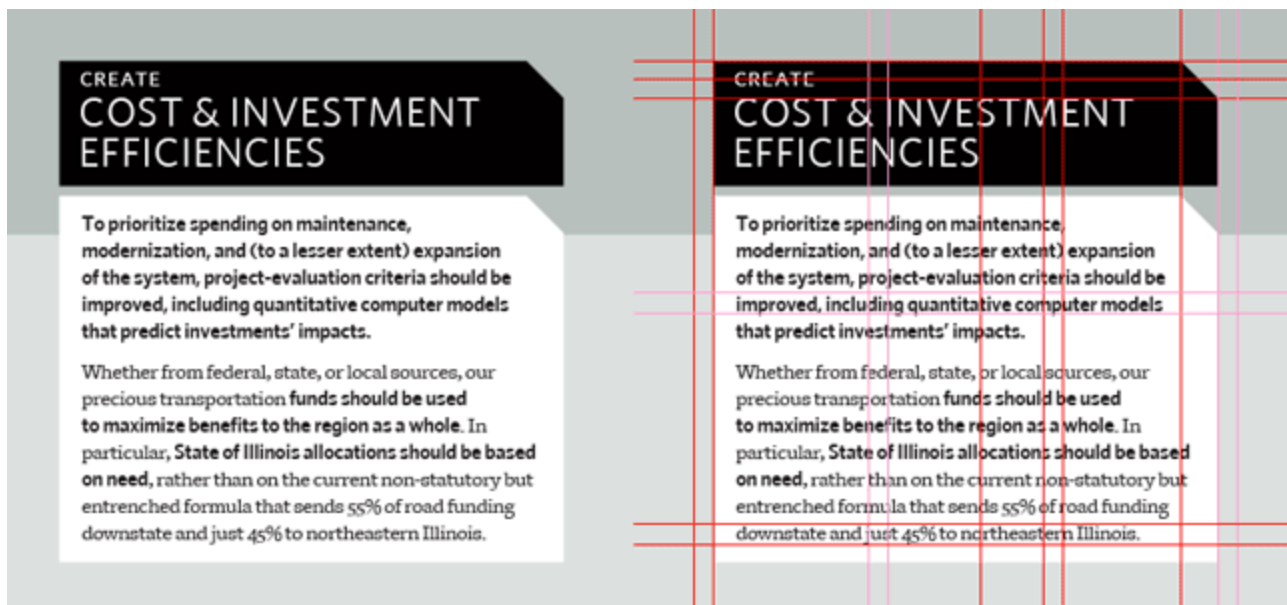 CREATE
COST & INVESTMENT
EFFICIENCIES
To prioritize spending on maintenance,
modernization, and (to a lesser extent) expansion
of the system, project-evaluation criteria should be
improved, including quantitative computer models
that predict investments’ impacts.
Whether from federal, state, or local sources, our
precious transportation funds should be used
to maximize benefits to the region as a whole. In
particular, State of Illinois allocations should be based
on need, rather than on the current non-statutory but
entrenched formula that sends 55% of road funding
downstate and just 45% to northeastern Illinois.
CREATE
COST & INVESTMENT
EFFICIENCIES
To prioritize spending on maintenance,
modernization, and (to a lesser extent) expansion
of the system, project-evaluation criteria should be
improved, including quantitative computer models
that predict investments’ impacts.
Whether from federal, state, or local sources, our
precious transportation funds should be used
to maximize benefits to the region as a whole. In
particular, State of Illinois allocations should be based
on need, rather than on the current non-statutory but
entrenched formula that sends 55% of road funding
downstate and just 45% to northeastern Illinois.